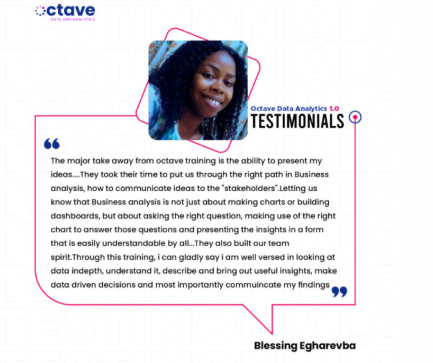 octave
DATA AND ANALYTICS
Octave Data Analytics 1.0
TESTIMONIALS
The major take away from octave training is the ability to present my
ideas....They took their time to put us through the right path in Business
analysis, how to communicate ideas to the "stakeholders".Letting us
know that Business analysis is not just about making charts or building
dashboards, but about asking the right question, making use of the right
chart to answer those questions and presenting the insights in a form
that is easily understandable by all...They also built our team
spirit.Through this training, i can gladly say i am well versed in looking at
data indepth, understand it, describe and bring out useful insights, make
data driven decisions and most importantly commuincate my findings
Blessing Egharevba